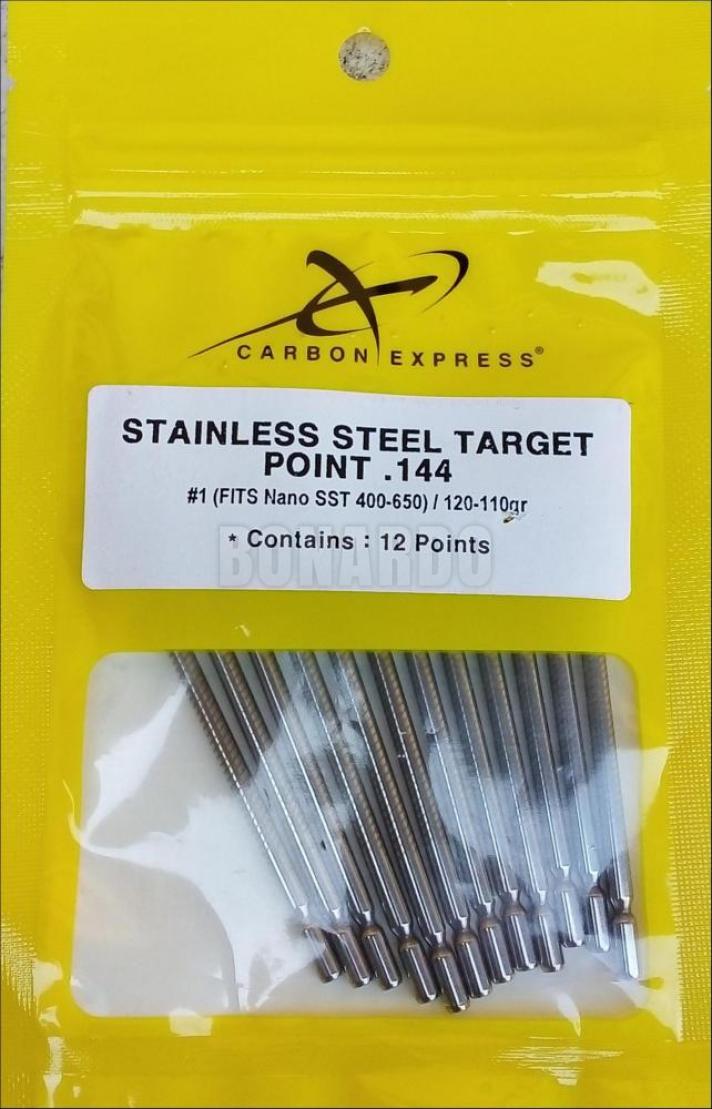 CARBON EXPRESS®
STAINLESS STEEL TARGET
POINT .144
#1 (FITS Nano SST 400-650) / 120-110gr
* Contains : 12 Points
BONARDO